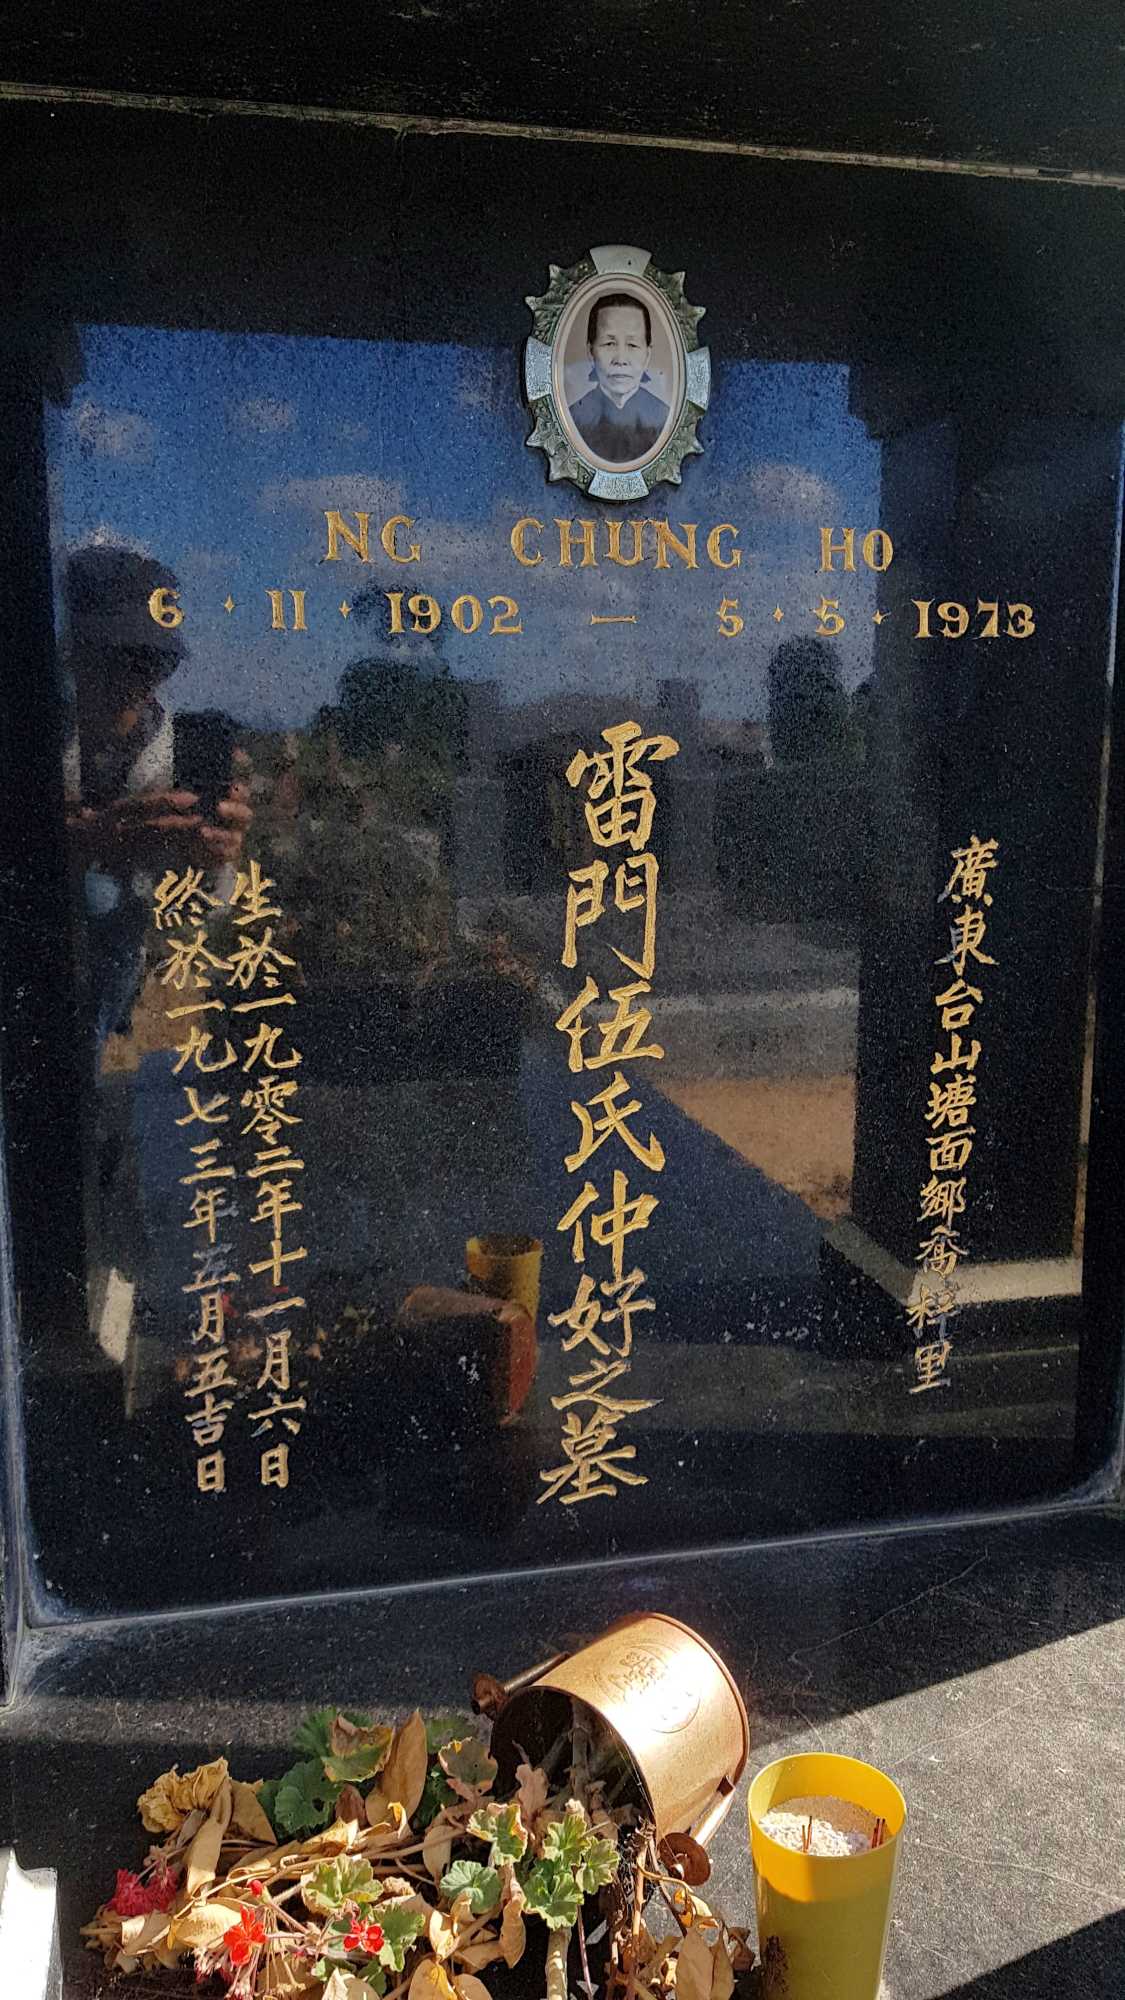 NG CHUNG HO
6·11·1902 — 5·5·1973
廣東台山塘面鄉喬梓里
雷門伍氏仲好之墓
生於一九零二年十一月六日
終於一九七三年五月五吉日